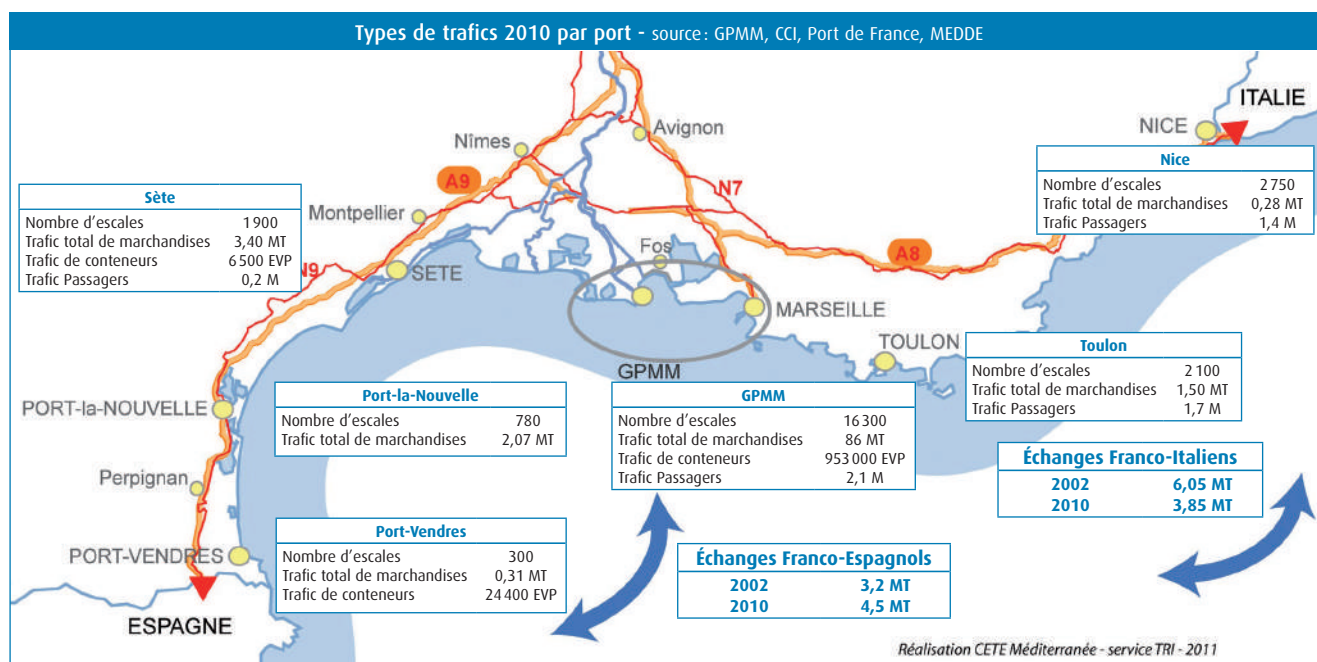 Types de trafics 2010 par port - source : GPMM, CCI, Port de France, MEDDE
ITALIE
NICE
Avignon
Nîmes
A9
N7
Nice
Nombre d'escales 2 750
Trafic total de marchandises 0,28 MT
Trafic Passagers 1,4 M
Sète
Nombre d'escales 1 900
Trafic total de marchandises 3,40 MT
Trafic de conteneurs 6 500 EVP
Trafic Passagers 0,2 M
Montpellier
N9
SETE
Fos
A8
MARSEILLE
TOULON
GPMM
Toulon
Nombre d'escales 2 100
Trafic total de marchandises 1,50 MT
Trafic Passagers 1,7 M
PORT-la-NOUVELLE
Port-la-Nouvelle
Nombre d'escales 780
Trafic total de marchandises 2,07 MT
GPMM
Nombre d'escales 16 300
Trafic total de marchandises 86 MT
Trafic de conteneurs 953 000 EVP
Trafic Passagers 2,1 M
Échanges Franco-Italiens
2002 6,05 MT
2010 3,85 MT
Perpignan
PORT-VENDRES
Port-Vendres
Nombre d'escales 300
Trafic total de marchandises 0,31 MT
Trafic de conteneurs 24 400 EVP
Échanges Franco-Espagnols
2002 3,2 MT
2010 4,5 MT
ESPAGNE
Réalisation CETE Méditerranée - service TRI - 2011